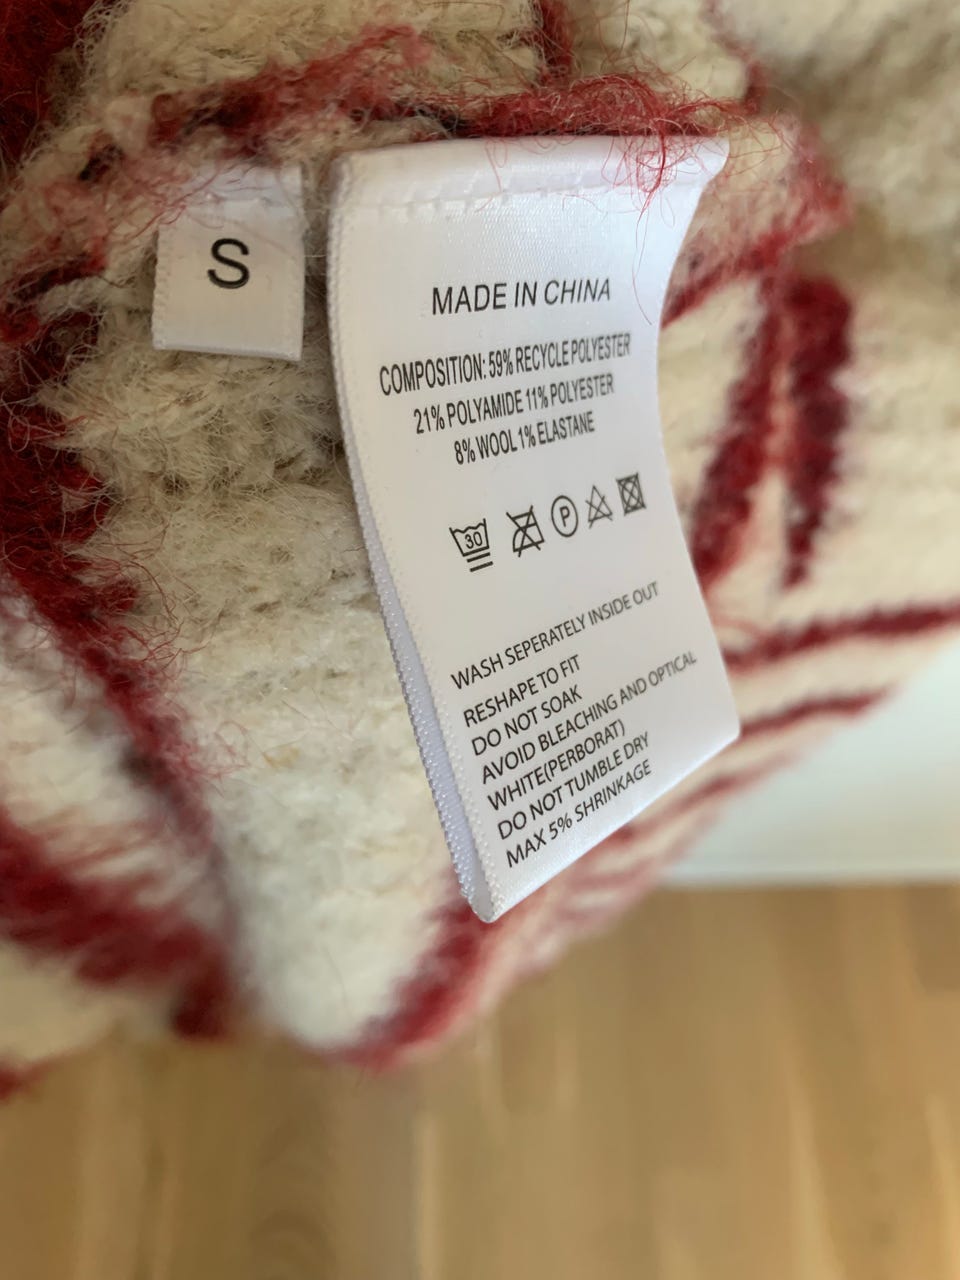 S
MADE IN CHINA
COMPOSITION: 59% RECYCLE POLYESTER
21% POLYAMIDE 11% POLYESTER
8% WOOL 1% ELASTANE
30
P
WASH SEPERATELY INSIDE OUT
RESHAPE TO FIT
DO NOT SOAK
AVOID BLEACHING AND OPTICAL
WHITE(PERBORAT)
DO NOT TUMBLE DRY
MAX 5% SHRINKAGE